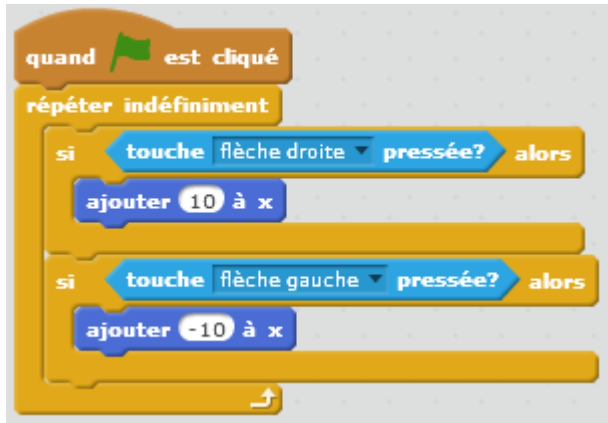 quand est cliqué
répéter indéfiniment
si touche flèche droite pressée? alors
ajouter 10 à x
si touche flèche gauche pressée? alors
ajouter -10 à x